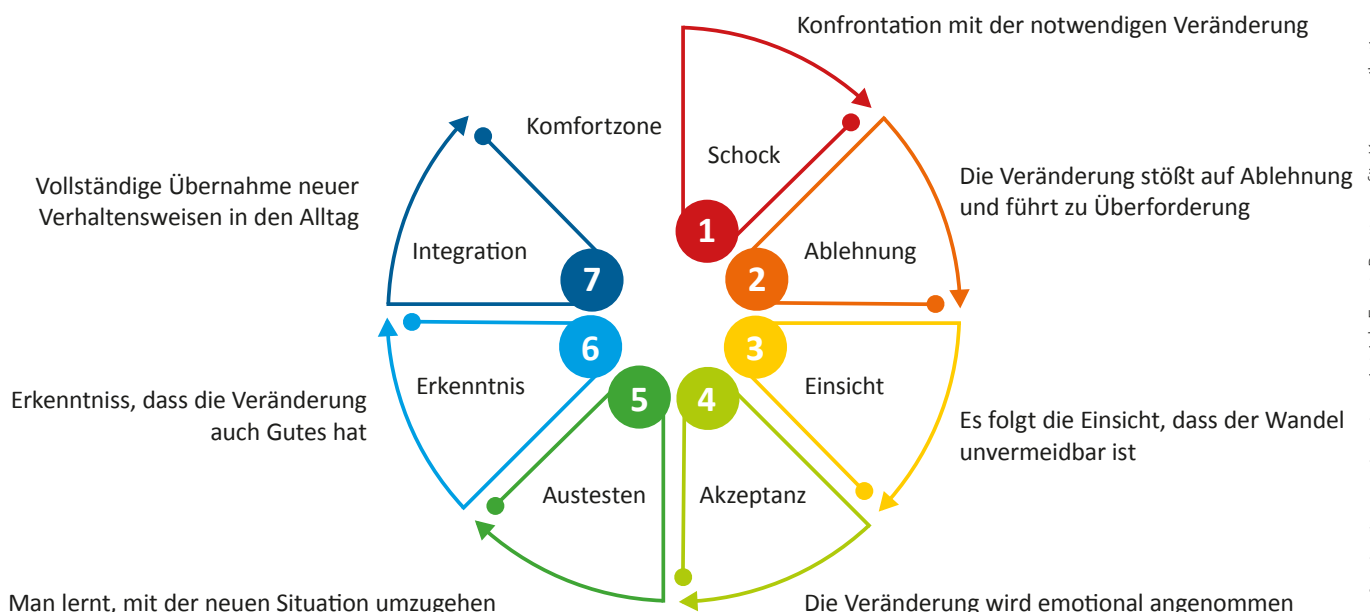 Konfrontation mit der notwendigen Veränderung
Schock
1
Die Veränderung stößt auf Ablehnung
und führt zu Überforderung
Ablehnung
2
Es folgt die Einsicht, dass der Wandel
unvermeidbar ist
Einsicht
3
Die Veränderung wird emotional angenommen
Akzeptanz
4
Man lernt, mit der neuen Situation umzugehen
Austesten
5
Erkenntniss, dass die Veränderung
auch Gutes hat
Erkenntnis
6
Vollständige Übernahme neuer
Verhaltensweisen in den Alltag
Integration
7
Komfortzone